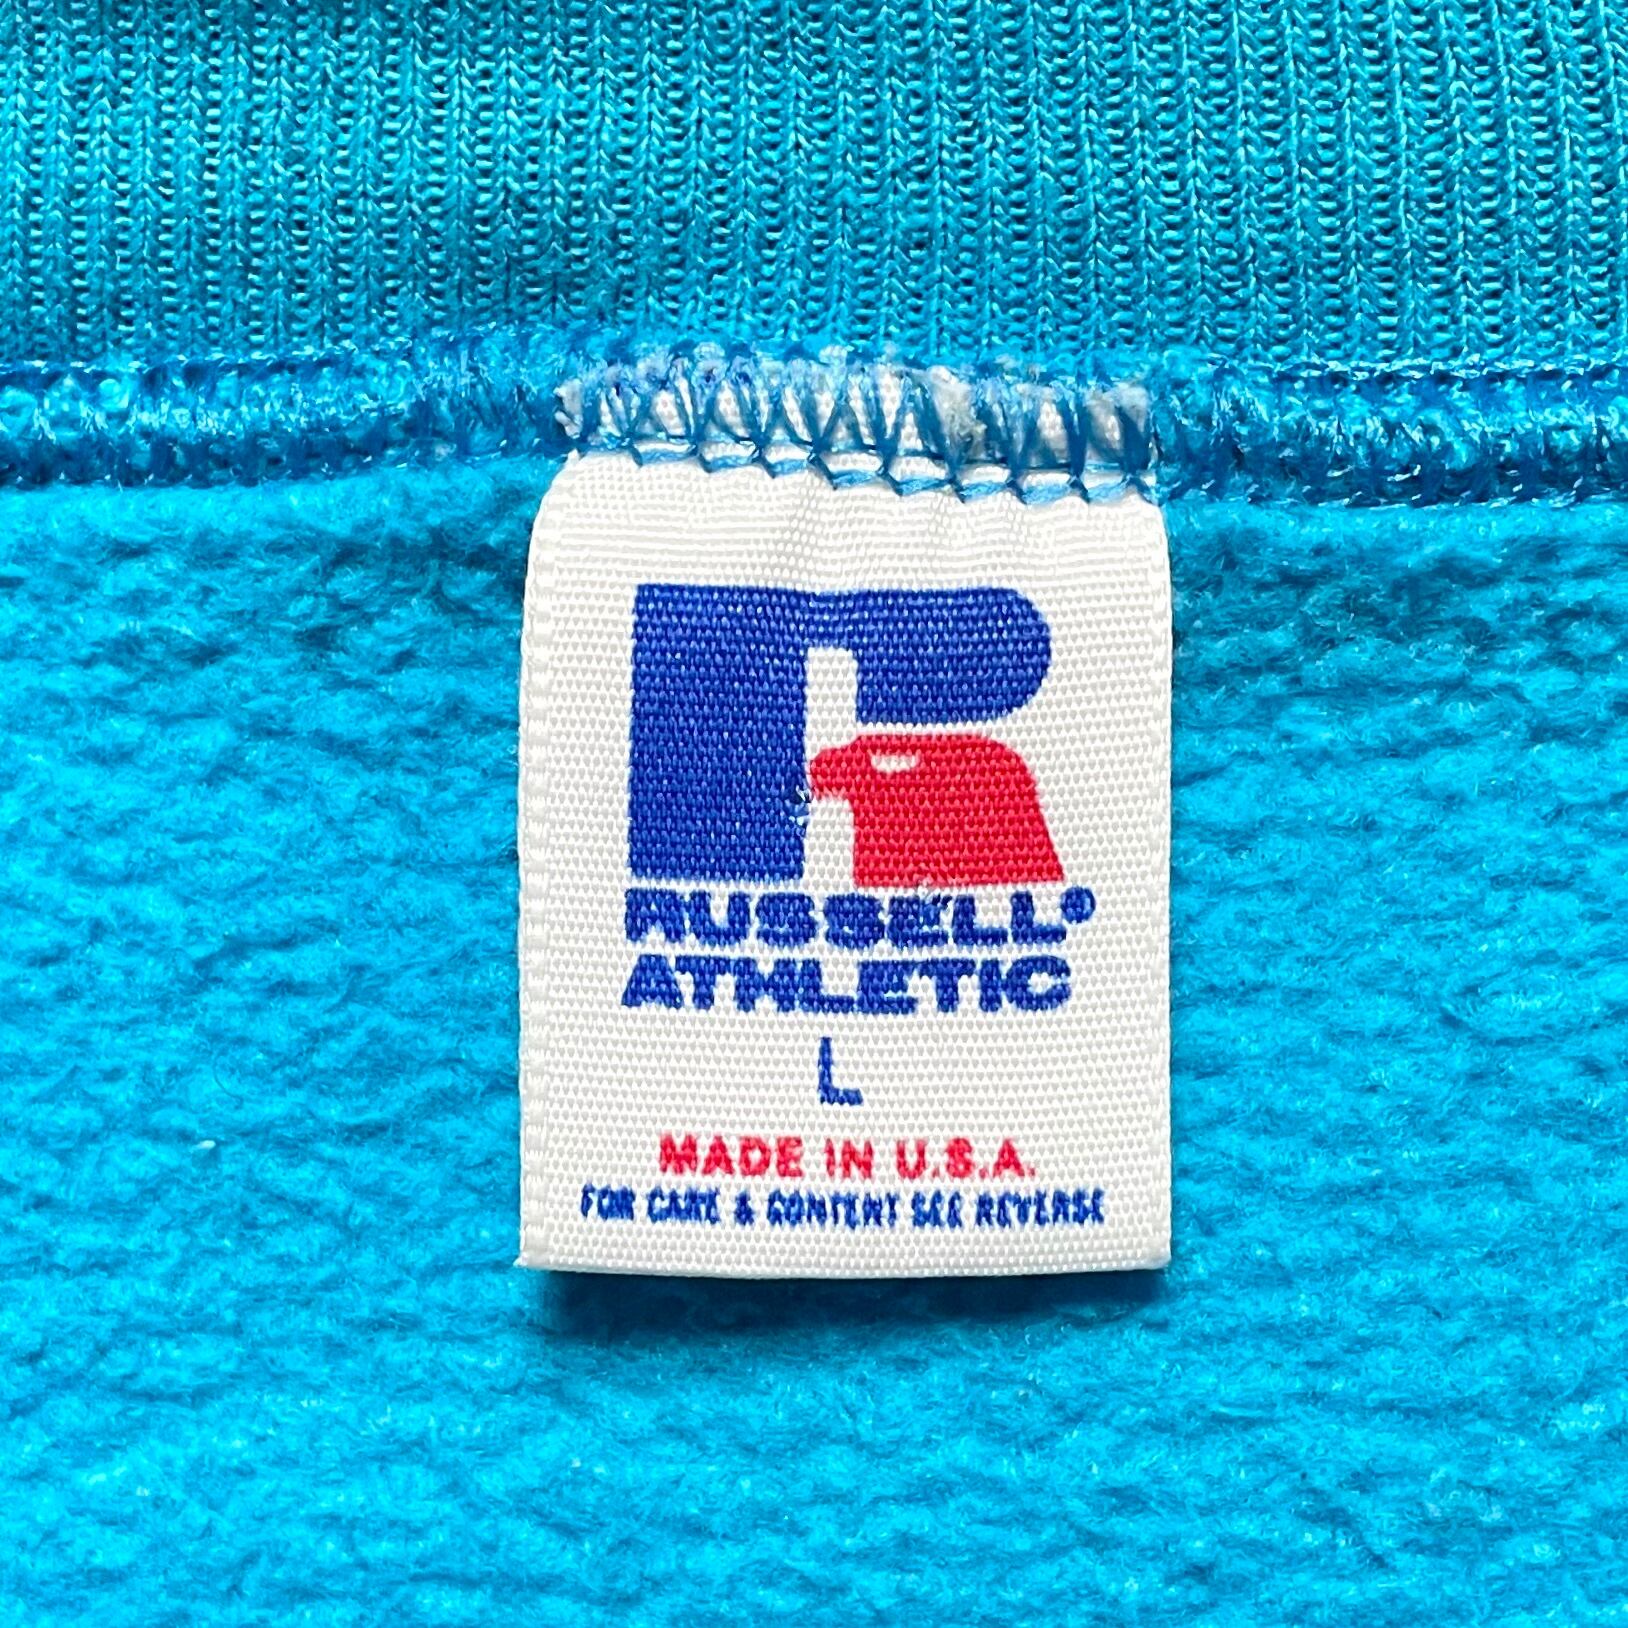 R
RUSSELL®
ATHLETIC
L
MADE IN U.S.A.
FOR CARE & CONTENT SEE REVERSE